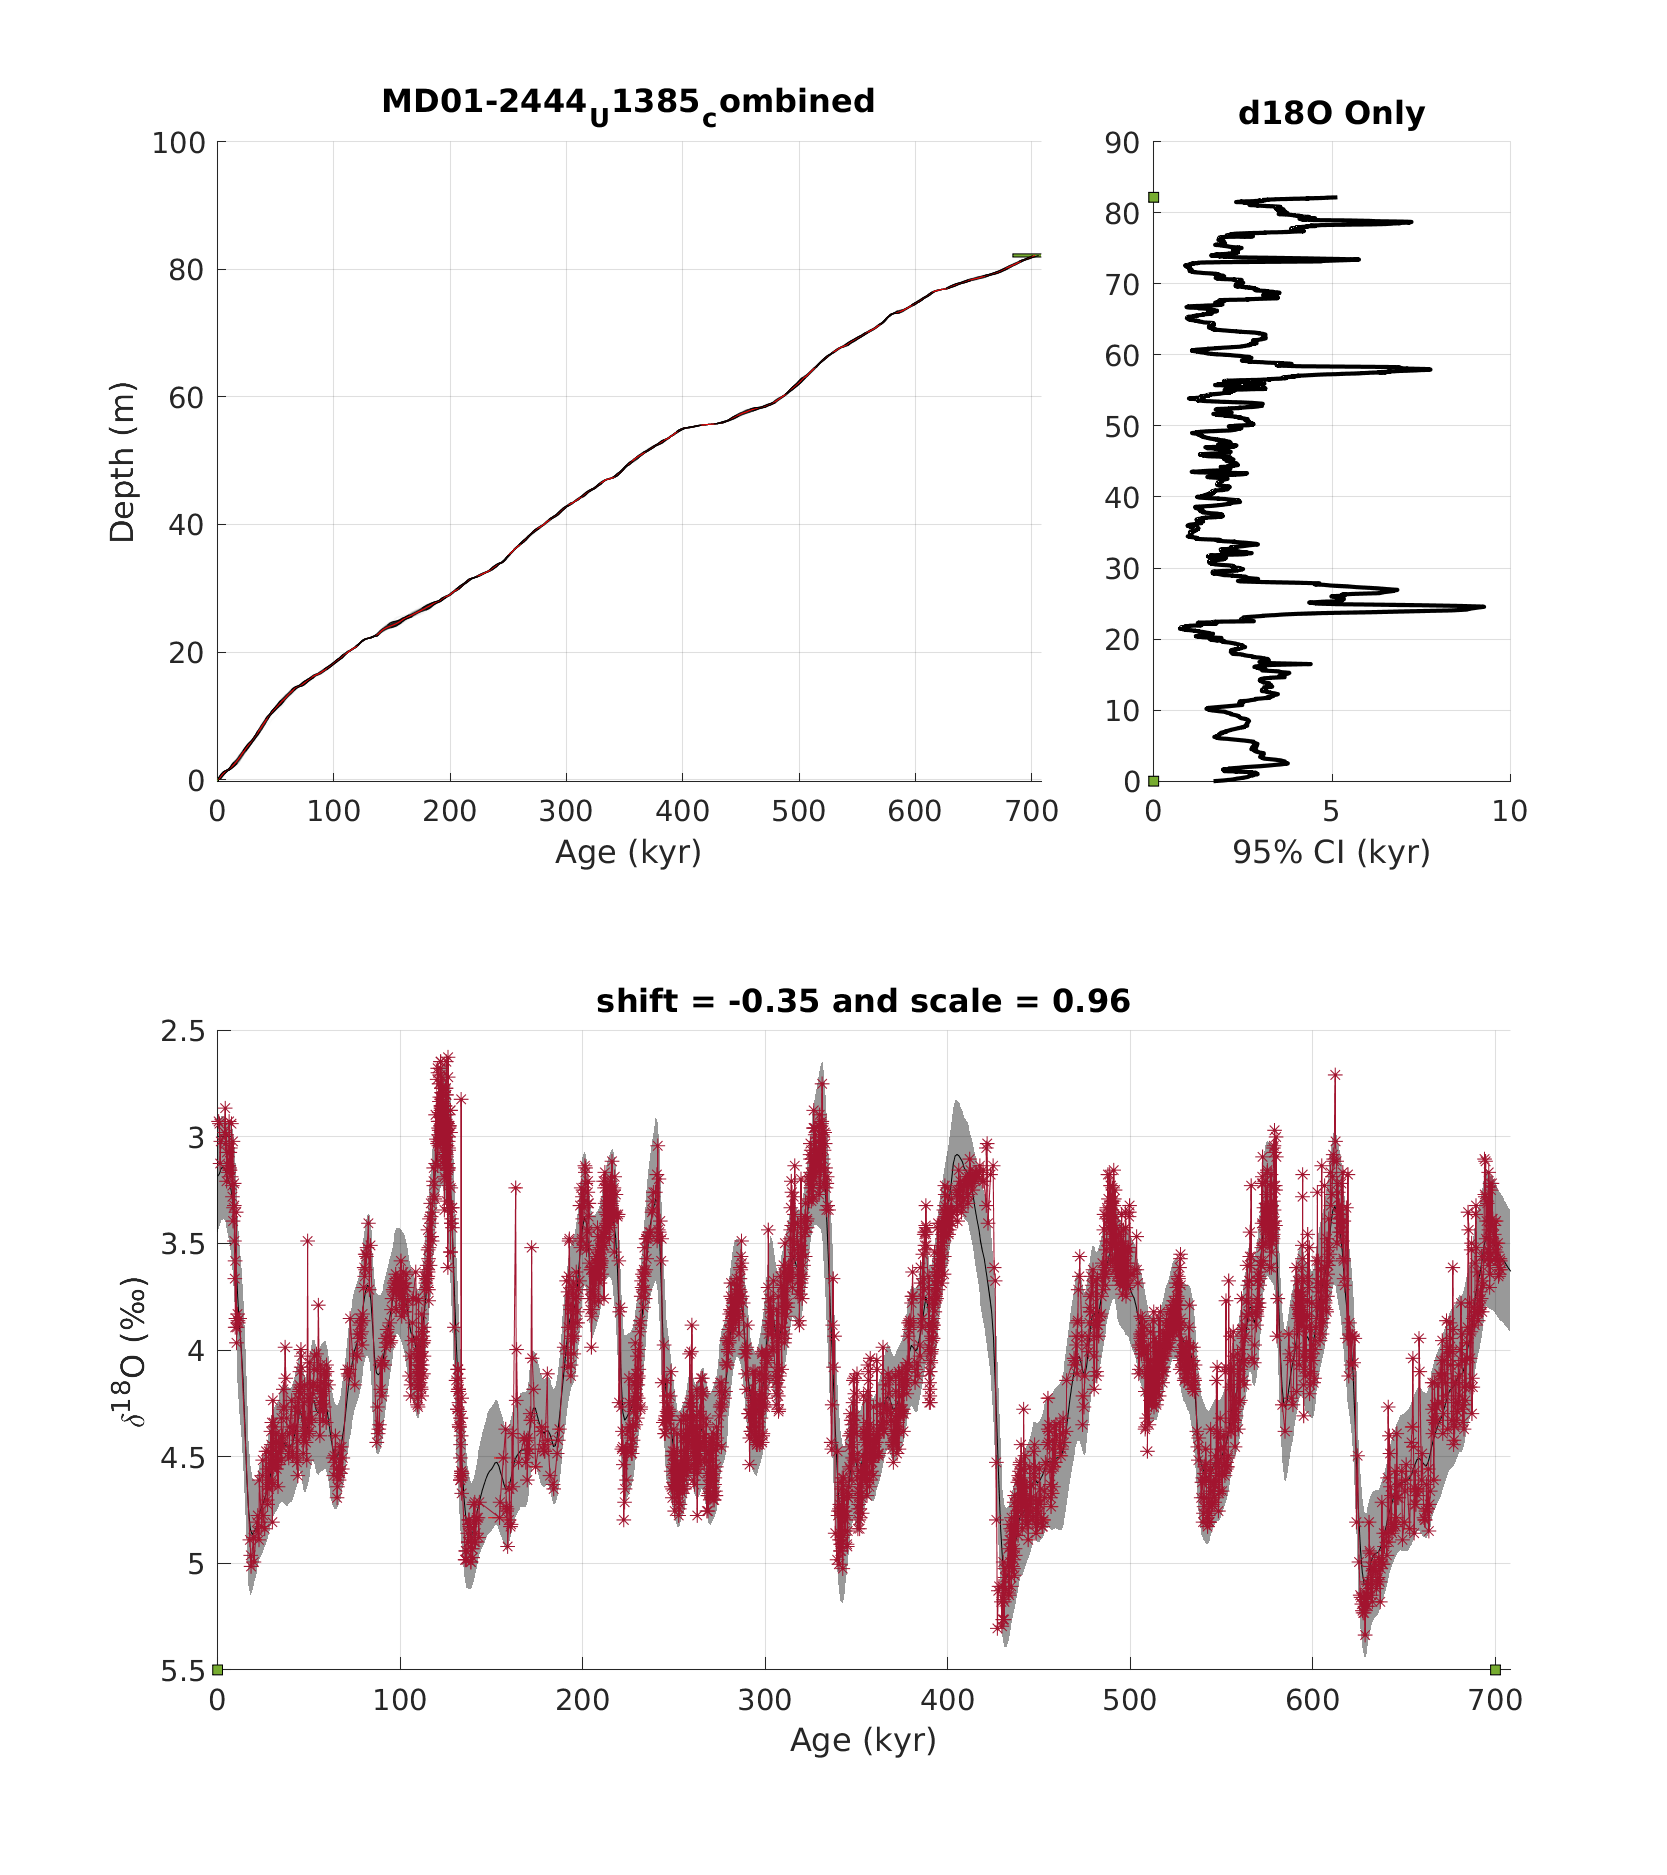 MD01-2444_U1385_combined
d18O Only
100
80
60
40
20
0
Depth (m)
0 100 200 300 400 500 600 700
Age (kyr)
90
80
70
60
50
40
30
20
10
0
0 5 10
95% CI (kyr)
shift = -0.35 and scale = 0.96
2.5
3
3.5
4
4.5
5
5.5
δ18O (‰)
0 100 200 300 400 500 600 700
Age (kyr)